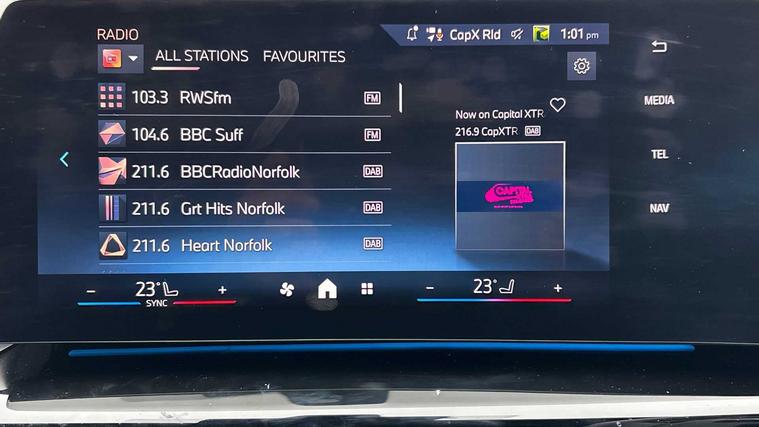 RADIO
CapX Rld
1:01 pm
ALL STATIONS FAVOURITES
103.3 RWSfm FM
104.6 BBC Suff FM
211.6 BBCRadioNorfolk DAB
211.6 Grt Hits Norfolk DAB
211.6 Heart Norfolk DAB
Now on Capital XTR
216.9 CapXTR DAB
CAPITAL
MEDIA
TEL
NAV
- 23° +
SYNC
- 23° +